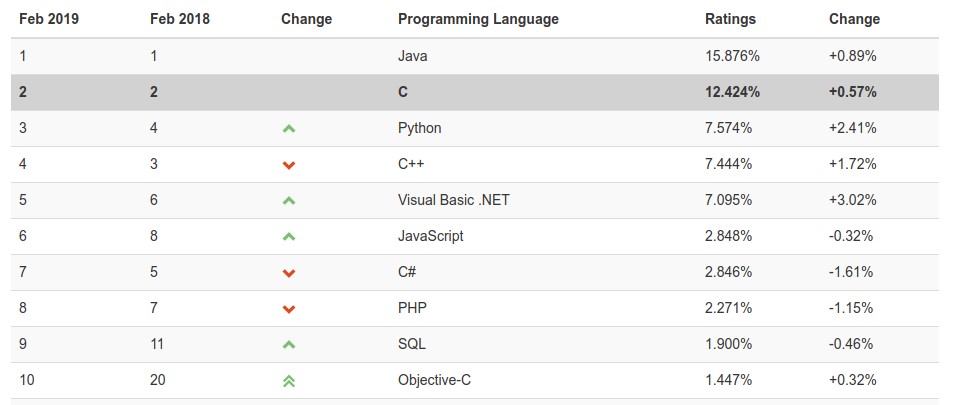 Feb 2019 Feb 2018 Change Programming Language Ratings Change
1 1 Java 15.876% +0.89%
2 2 C 12.424% +0.57%
3 4 Python 7.574% +2.41%
4 3 C++ 7.444% +1.72%
5 6 Visual Basic .NET 7.095% +3.02%
6 8 JavaScript 2.848% -0.32%
7 5 C# 2.846% -1.61%
8 7 PHP 2.271% -1.15%
9 11 SQL 1.900% -0.46%
10 20 Objective-C 1.447% +0.32%